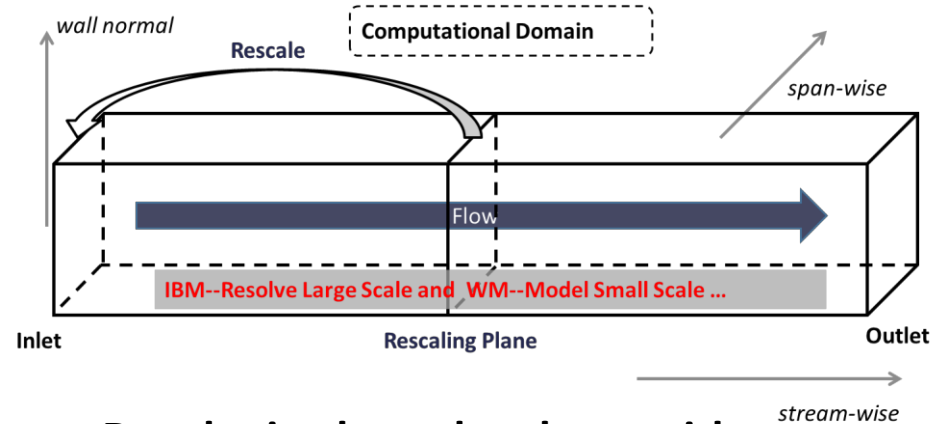 wall normal
Computational Domain
Rescale
span-wise
Flow
IBM--Resolve Large Scale and WM--Model Small Scale ...
Inlet
Rescaling Plane
Outlet
stream-wise